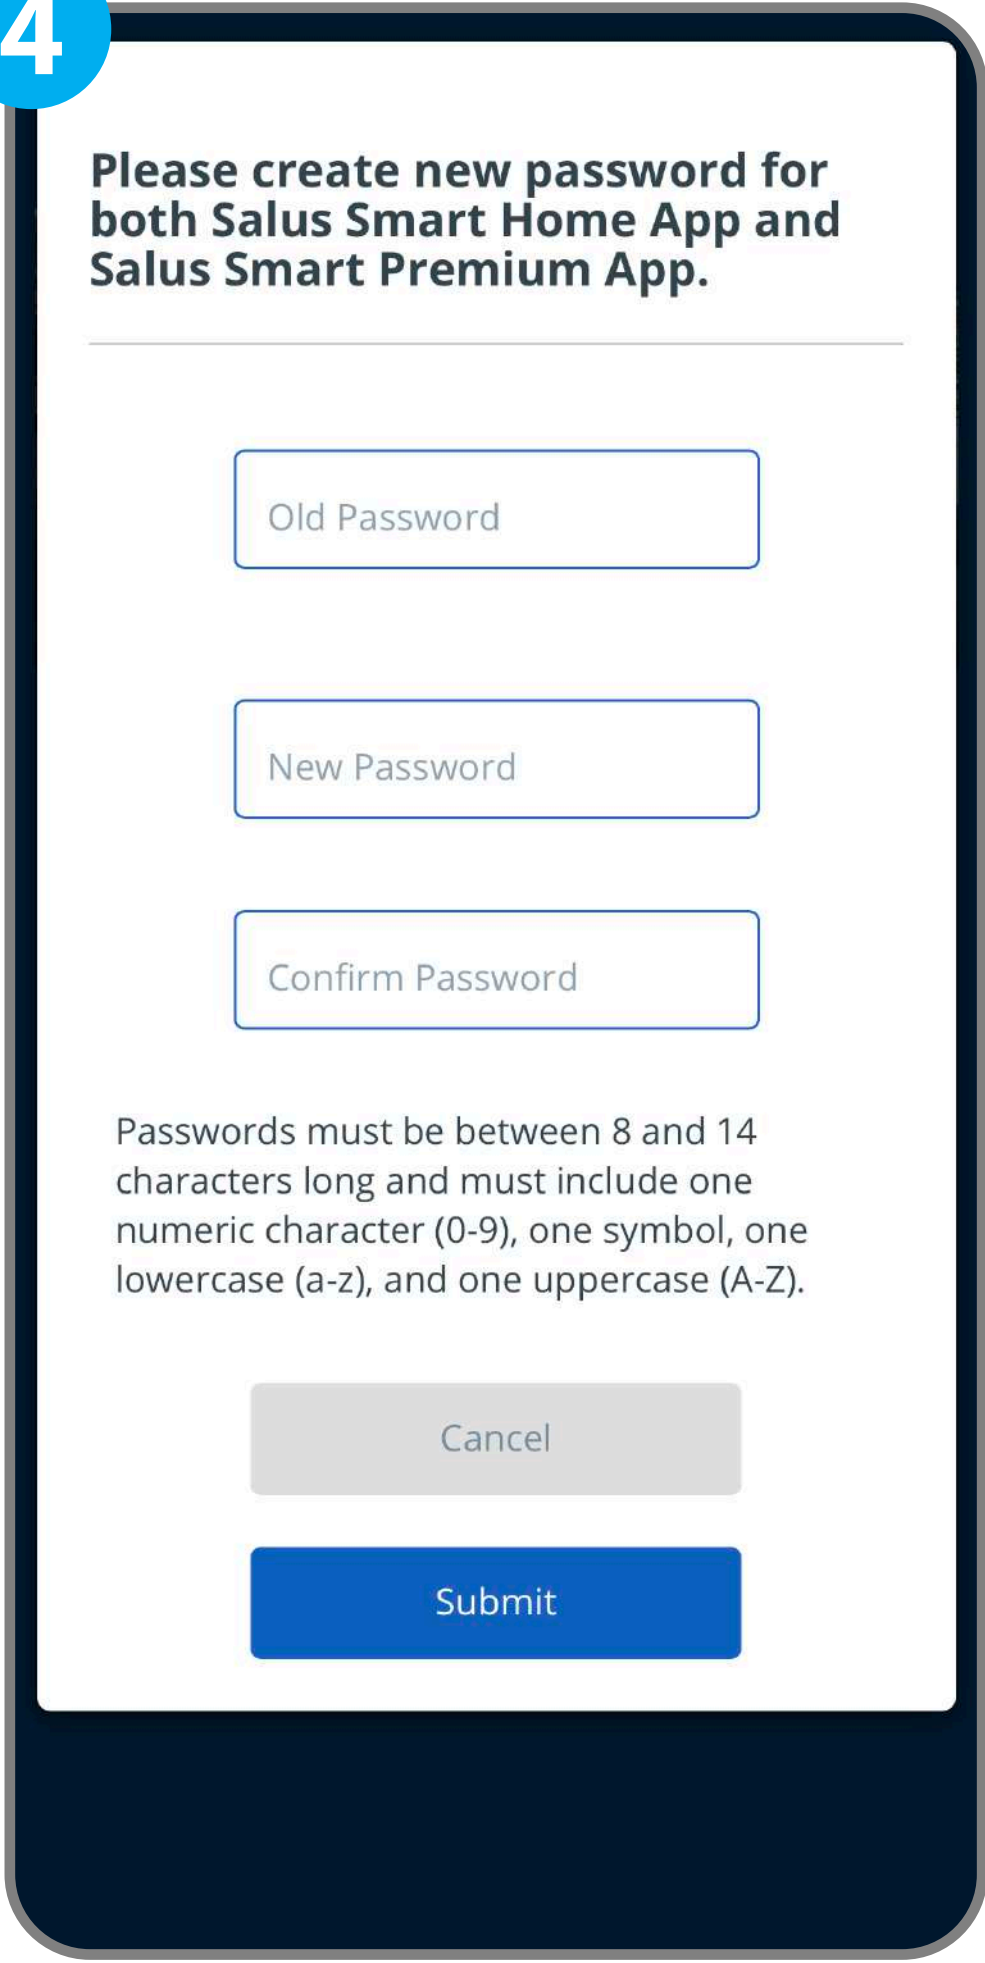 4
Please create new password for
both Salus Smart Home App and
Salus Smart Premium App.
Old Password
New Password
Confirm Password
Passwords must be between 8 and 14
characters long and must include one
numeric character (0-9), one symbol, one
lowercase (a-z), and one uppercase (A-Z).
Cancel
Submit